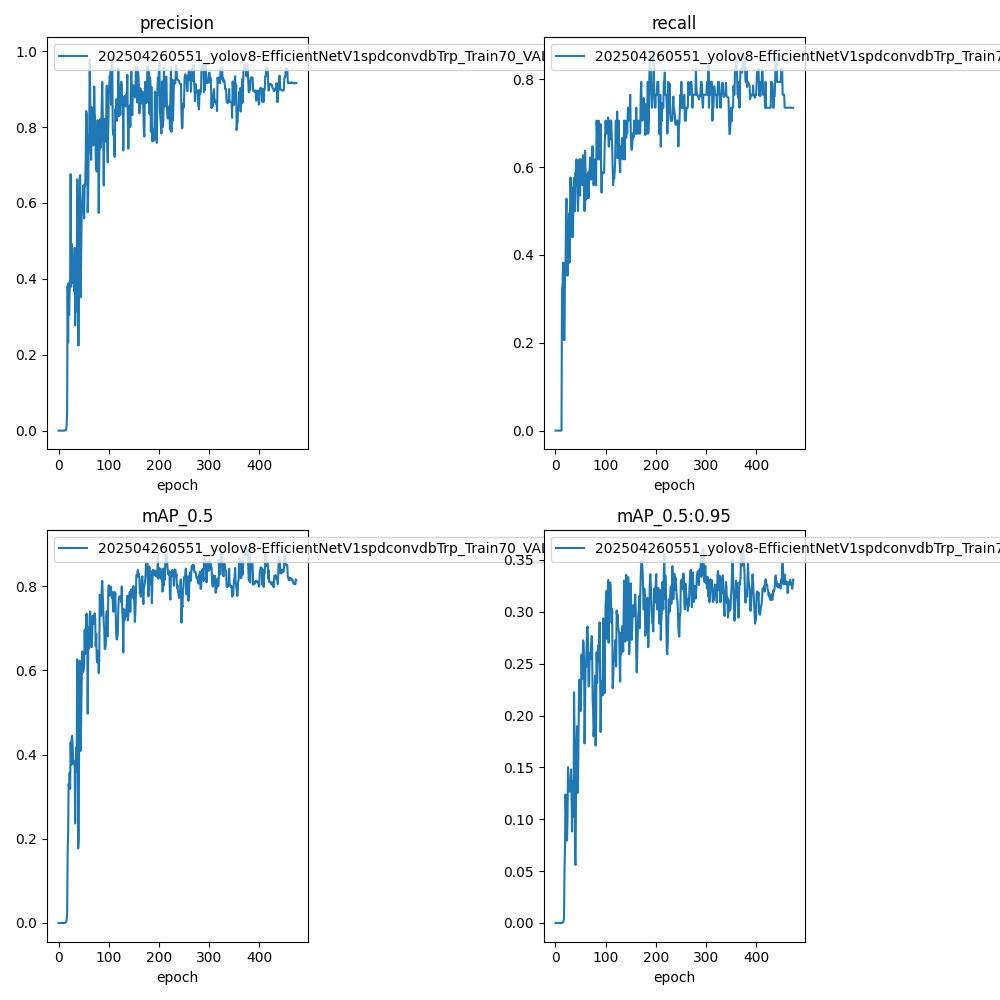 precision
202504260551_yolov8-EfficientNetV1spdconvdbTrp_Train70_VAL
1.0
0.8
0.6
0.4
0.2
0.0
0 100 200 300 400
epoch
recall
202504260551_yolov8-EfficientNetV1spdconvdbTrp_Train7
0.8
0.6
0.4
0.2
0.0
0 100 200 300 400
epoch
mAP_0.5
202504260551_yolov8-EfficientNetV1spdconvdbTrp_Train70_VAL
0.8
0.6
0.4
0.2
0.0
0 100 200 300 400
epoch
mAP_0.5:0.95
202504260551_yolov8-EfficientNetV1spdconvdbTrp_Train7
0.35
0.30
0.25
0.20
0.15
0.10
0.05
0.00
0 100 200 300 400
epoch